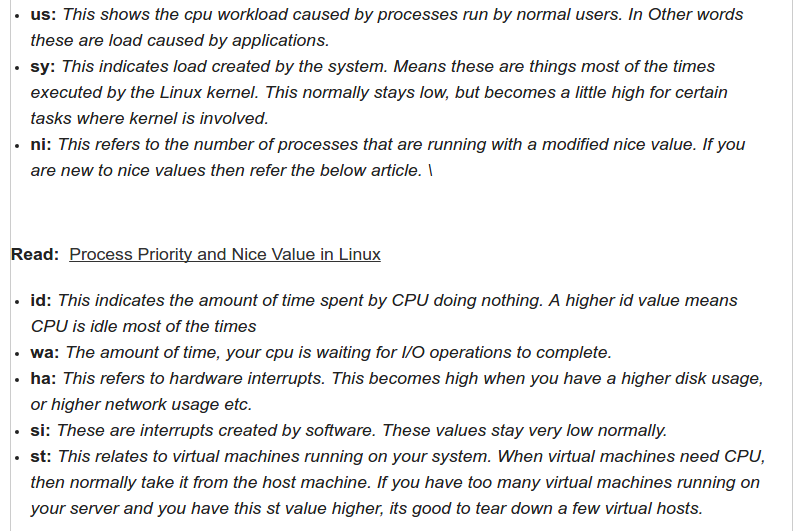 • us: This shows the cpu workload caused by processes run by normal users. In Other words
these are load caused by applications.
• sy: This indicates load created by the system. Means these are things most of the times
executed by the Linux kernel. This normally stays low, but becomes a little high for certain
tasks where kernel is involved.
• ni: This refers to the number of processes that are running with a modified nice value. If you
are new to nice values then refer the below article. \
Read: Process Priority and Nice Value in Linux
• id: This indicates the amount of time spent by CPU doing nothing. A higher id value means
CPU is idle most of the times
• wa: The amount of time, your cpu is waiting for I/O operations to complete.
• ha: This refers to hardware interrupts. This becomes high when you have a higher disk usage,
or higher network usage etc.
• si: These are interrupts created by software. These values stay very low normally.
• st: This relates to virtual machines running on your system. When virtual machines need CPU,
then normally take it from the host machine. If you have too many virtual machines running on
your server and you have this st value higher, its good to tear down a few virtual hosts.